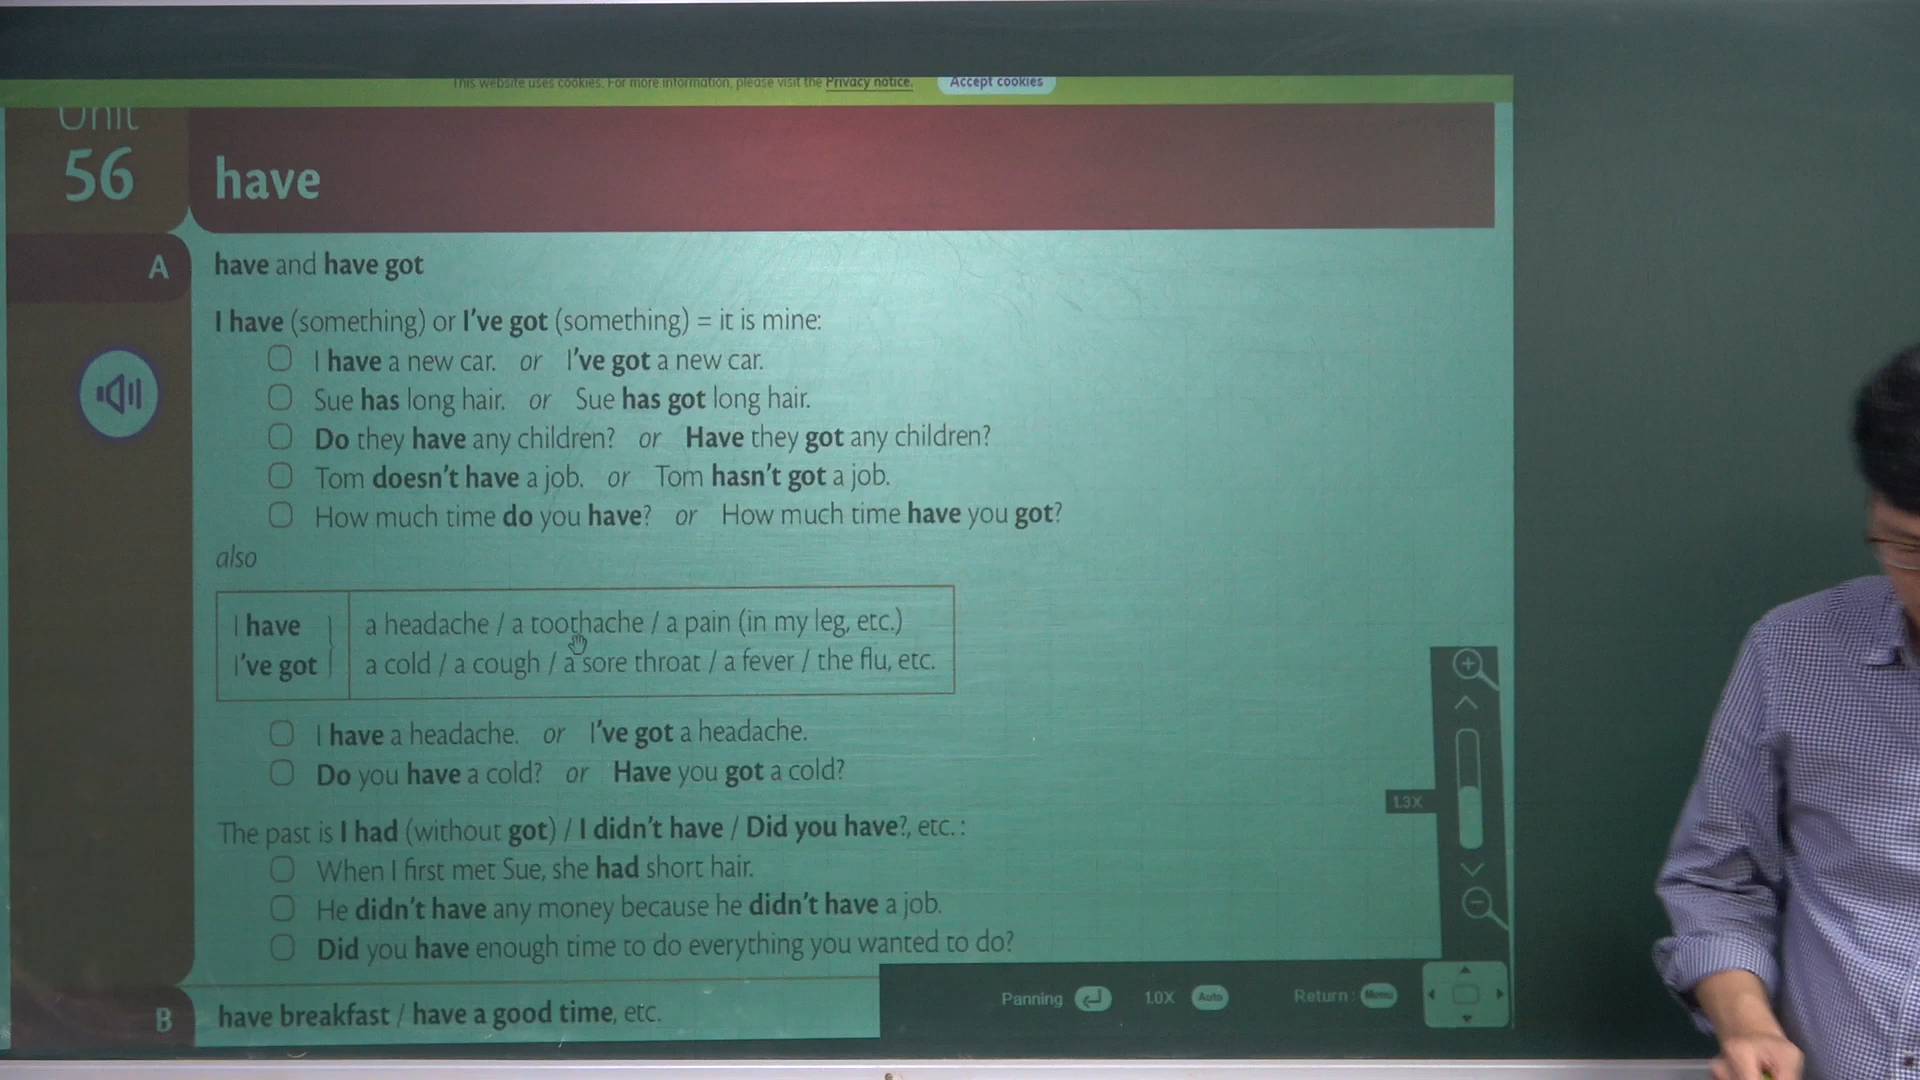 This website uses cookies. For more information, please visit the Privacy notice. Accept cookies
Unit
56
have
A
have and have got
I have (something) or I've got (something) = it is mine:
I have a new car. or I've got a new car.
Sue has long hair. or Sue has got long hair.
Do they have any children? or Have they got any children?
Tom doesn't have a job. or Tom hasn't got a job.
How much time do you have? or How much time have you got?
also
I have
I've got
a headache / a toothache / a pain (in my leg, etc.)
a cold / a cough / a sore throat / a fever / the flu, etc.
I have a headache. or I've got a headache.
Do you have a cold? or Have you got a cold?
The past is I had (without got) / I didn't have / Did you have?, etc. :
When I first met Sue, she had short hair.
He didn't have any money because he didn't have a job.
Did you have enough time to do everything you wanted to do?
B
have breakfast / have a good time, etc.
1.3X
Panning 1.0X Auto Return : Menu